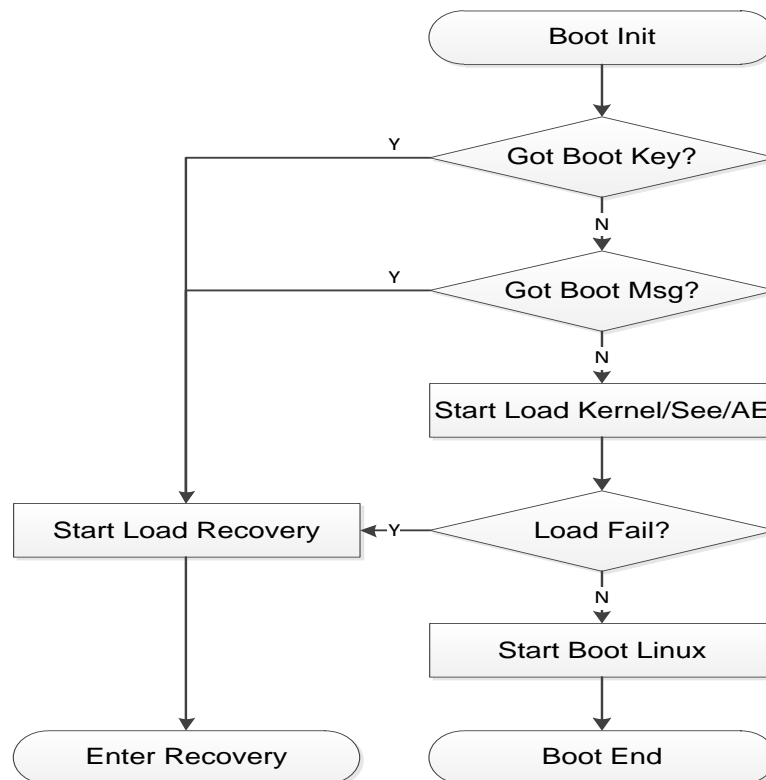 Boot Init
Y
Got Boot Key?
N
Y
Got Boot Msg?
N
Start Load Kernel/See/AE
Start Load Recovery
Y
Load Fail?
N
Start Boot Linux
Enter Recovery
Boot End